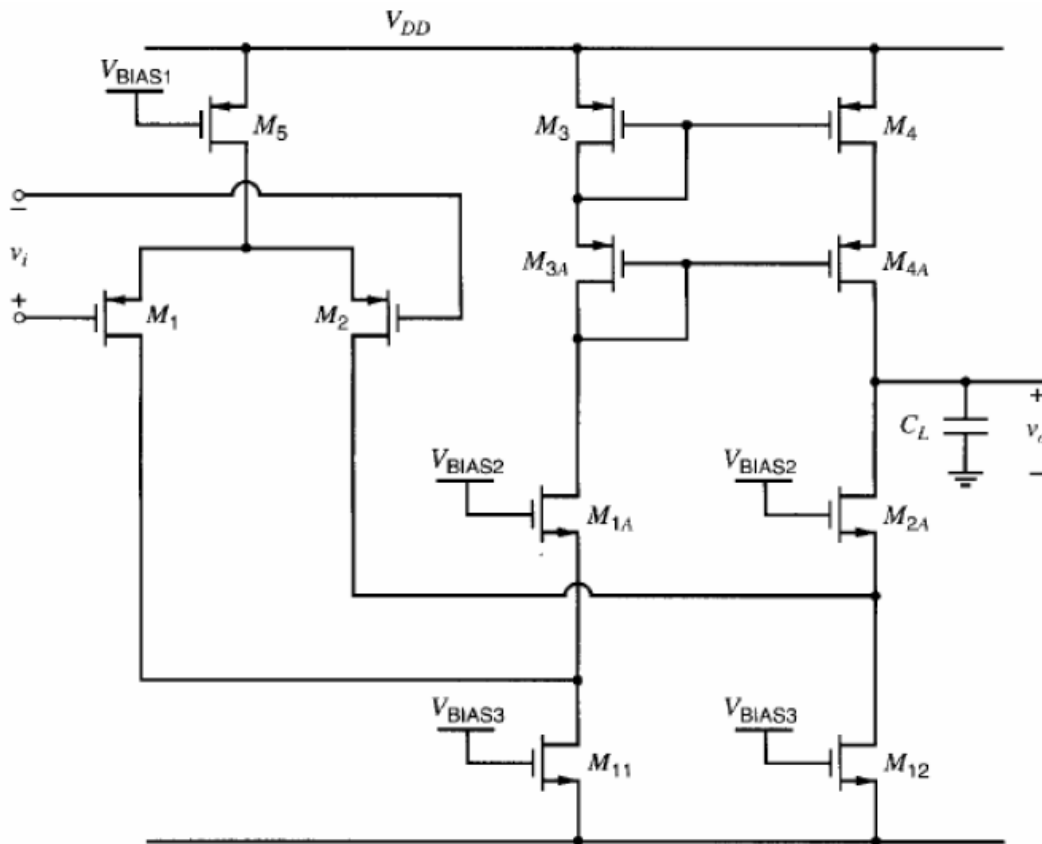 V_DD
V_BIAS1
M_5
M_3
M_4
−
v_i
+
M_1
M_2
M_3A
M_4A
C_L
+
−
V_BIAS2
V_BIAS2
M_1A
M_2A
V_BIAS3
V_BIAS3
M_11
M_12